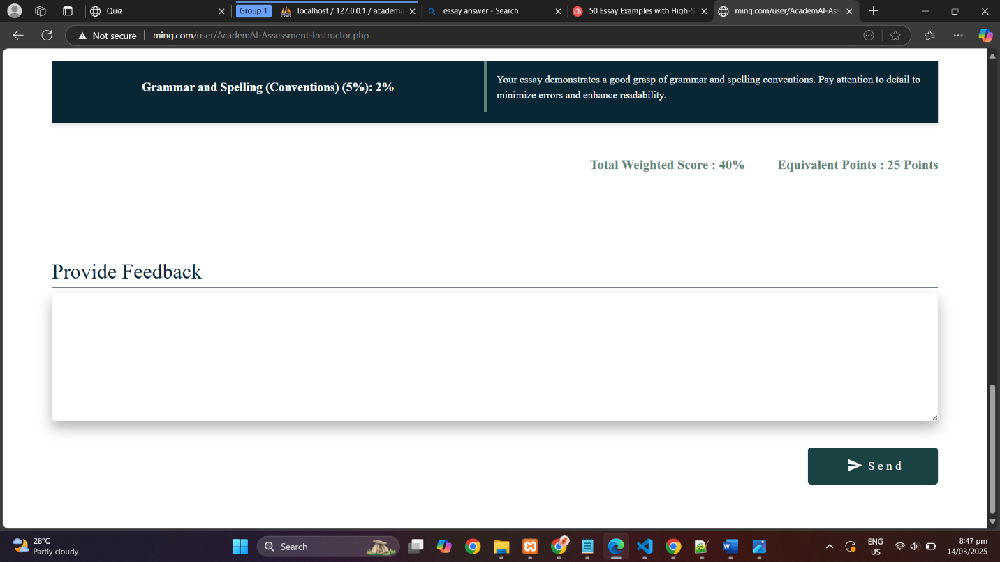 Quiz
Group 1
localhost / 127.0.0.1 / academa
essay answer - Search
50 Essay Examples with High-S
ming.com/user/AcademAI-Ass
Not secure
ming.com/user/AcademAI-Assessment-Instructor.php
Grammar and Spelling (Conventions) (5%): 2%
Your essay demonstrates a good grasp of grammar and spelling conventions. Pay attention to detail to
minimize errors and enhance readability.
Total Weighted Score : 40%
Equivalent Points : 25 Points
Provide Feedback
Send
28°C
Partly cloudy
Search
ENG
US
8:47 pm
14/03/2025